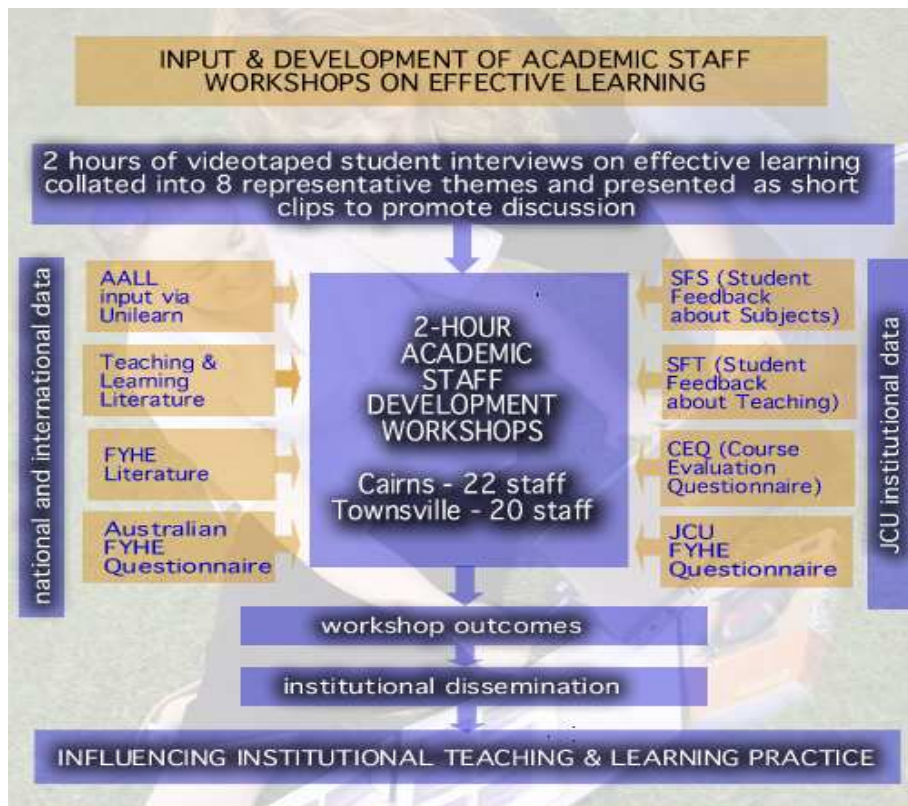 INPUT & DEVELOPMENT OF ACADEMIC STAFF
WORKSHOPS ON EFFECTIVE LEARNING
2 hours of videotaped student interviews on effective learning
collated into 8 representative themes and presented as short
clips to promote discussion
national and international data
AALL
input via
Unilearn
Teaching &
Learning
Literature
FYHE
Literature
Australian
FYHE
Questionnaire
2-HOUR
ACADEMIC
STAFF
DEVELOPMENT
WORKSHOPS
Cairns - 22 staff
Townsville - 20 staff
SFS (Student
Feedback
about Subjects)
SFT (Student
Feedback
about Teaching)
CEQ (Course
Evaluation
Questionnaire)
JCU
FYHE
Questionnaire
JCU institutional data
workshop outcomes
institutional dissemination
INFLUENCING INSTITUTIONAL TEACHING & LEARNING PRACTICE